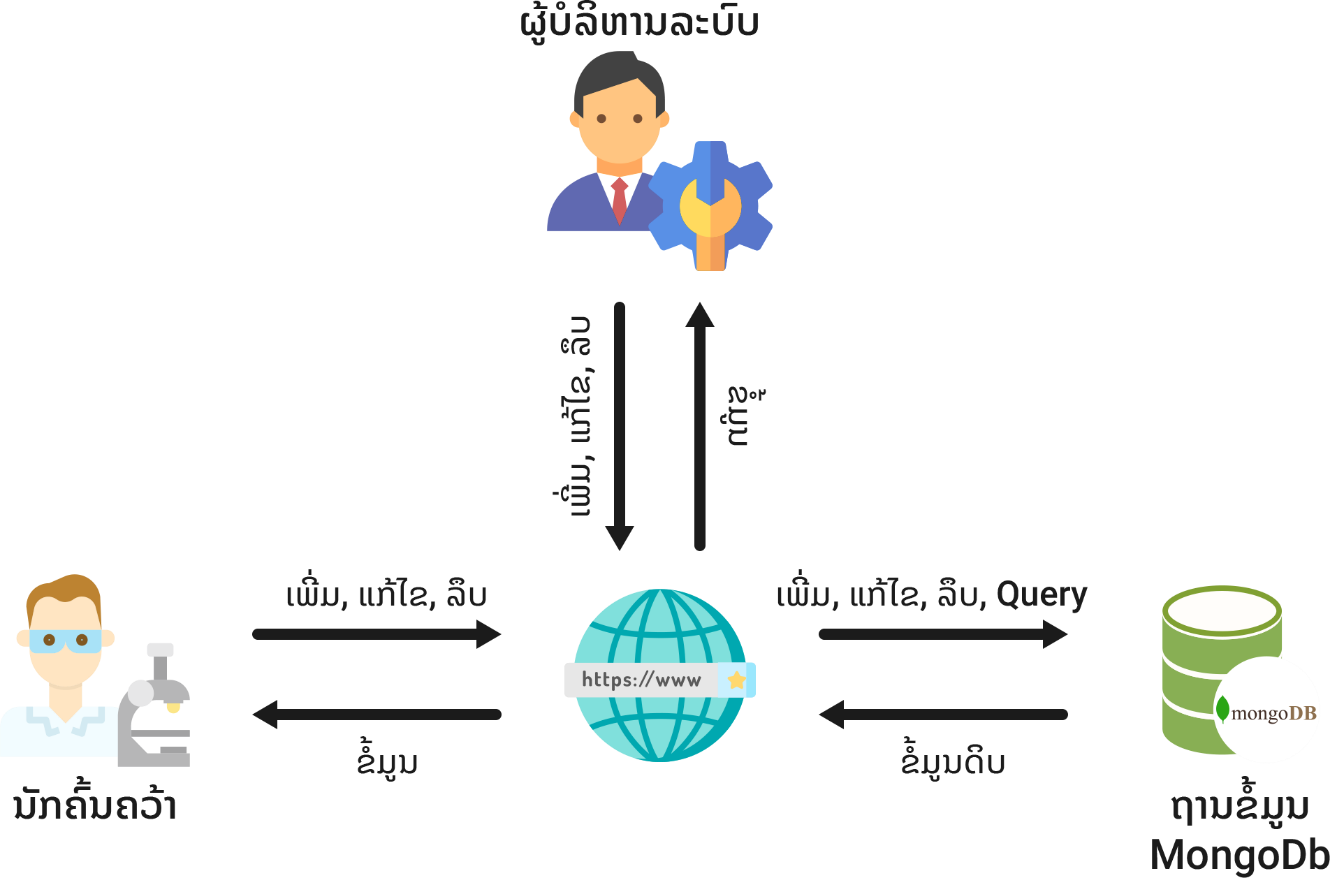 ຜູ້ບໍລິຫານລະບົບ
ເພີ່ມ, ແກ້ໄຂ, ລຶບ
ຂໍ້ມູນ
ເພີ່ມ, ແກ້ໄຂ, ລຶບ
ເພີ່ມ, ແກ້ໄຂ, ລຶບ, Query
https://www
mongoDB
ຂໍ້ມູນ
ຂໍ້ມູນດິບ
ນັກຄົ້ນຄວ້າ
ຖານຂໍ້ມູນ
MongoDb